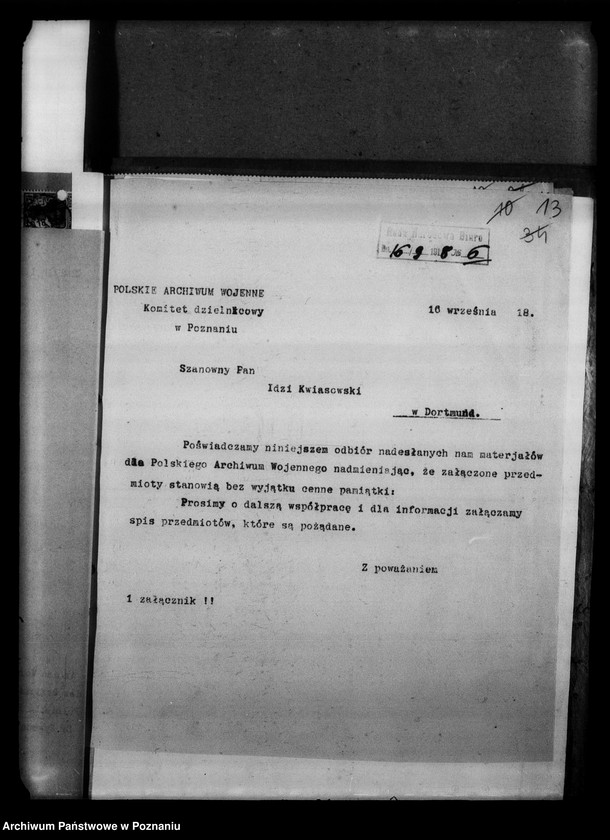 10 13
34
16 9 8 6
POLSKIE ARCHIWUM WOJENNE
Komitet dzielnicowy
w Poznaniu
16 września 18.
Szanowny Pan
Idzi Kwiasowski
w Dortmund.
Poświadczamy niniejszem odbiór nadesłanych nam materjałów
dla Polskiego Archiwum Wojennego nadmieniając, że załączone przed-
mioty stanowią bez wyjątku cenne pamiątki:
Prosimy o dalszą współpracę i dla informacji załączamy
spis przedmiotów, które są pożądane.
Z poważaniem
1 załącznik !!
Archiwum Państwowe w Poznaniu